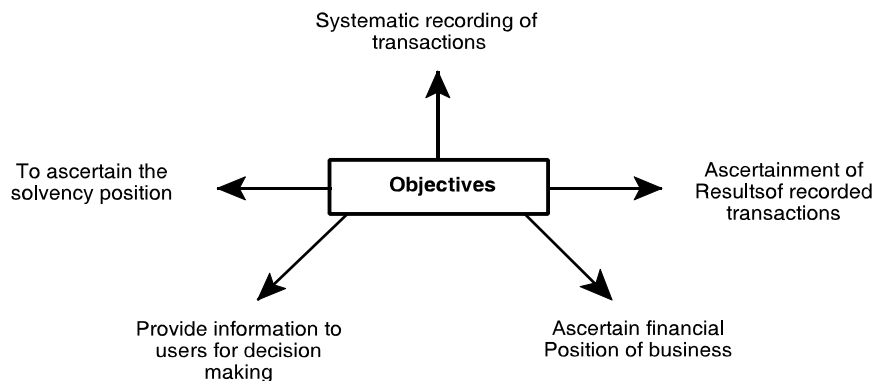 Systematic recording of
transactions
To ascertain the
solvency position
Objectives
Ascertainment of
Resultsof recorded
transactions
Provide information to
users for decision
making
Ascertain financial
Position of business